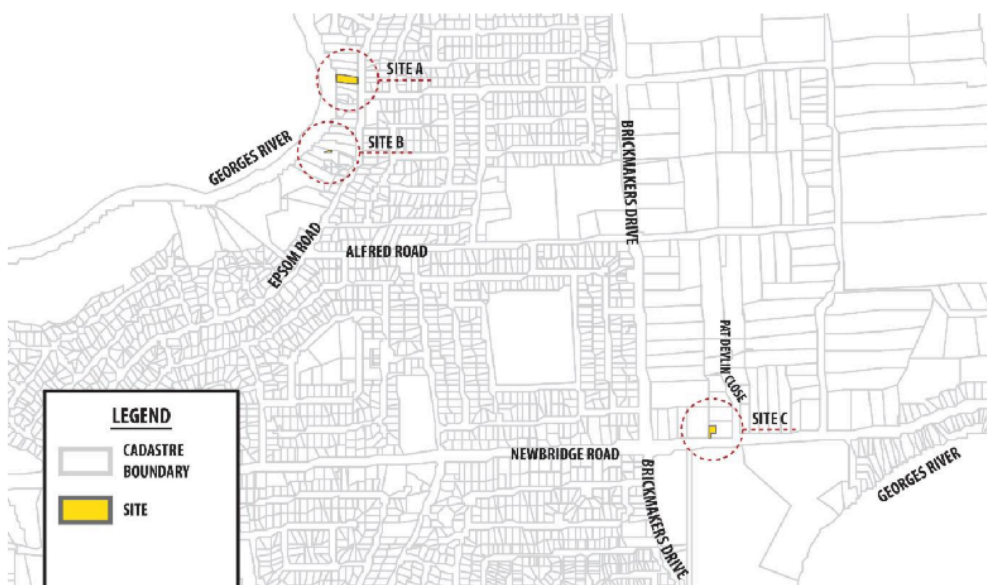 SITE A
SITE B
GEORGES RIVER
BRICKMAKERS DRIVE
EPSOM ROAD
ALFRED ROAD
PAT DEVLIN CLOSE
SITE C
NEWBRIDGE ROAD
BRICKMAKERS DRIVE
GEORGES RIVER
LEGEND
CADASTRE
BOUNDARY
SITE